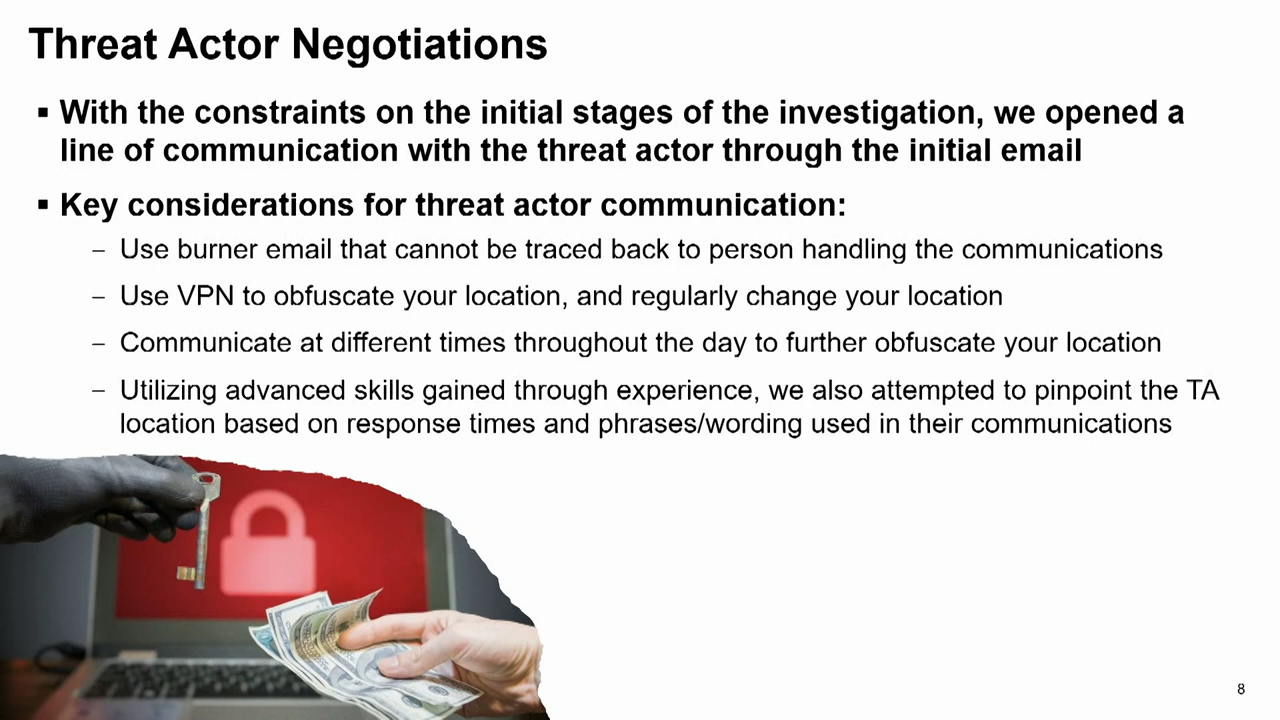 Threat Actor Negotiations
▪ With the constraints on the initial stages of the investigation, we opened a
line of communication with the threat actor through the initial email
▪ Key considerations for threat actor communication:
– Use burner email that cannot be traced back to person handling the communications
– Use VPN to obfuscate your location, and regularly change your location
– Communicate at different times throughout the day to further obfuscate your location
– Utilizing advanced skills gained through experience, we also attempted to pinpoint the TA
location based on response times and phrases/wording used in their communications
8